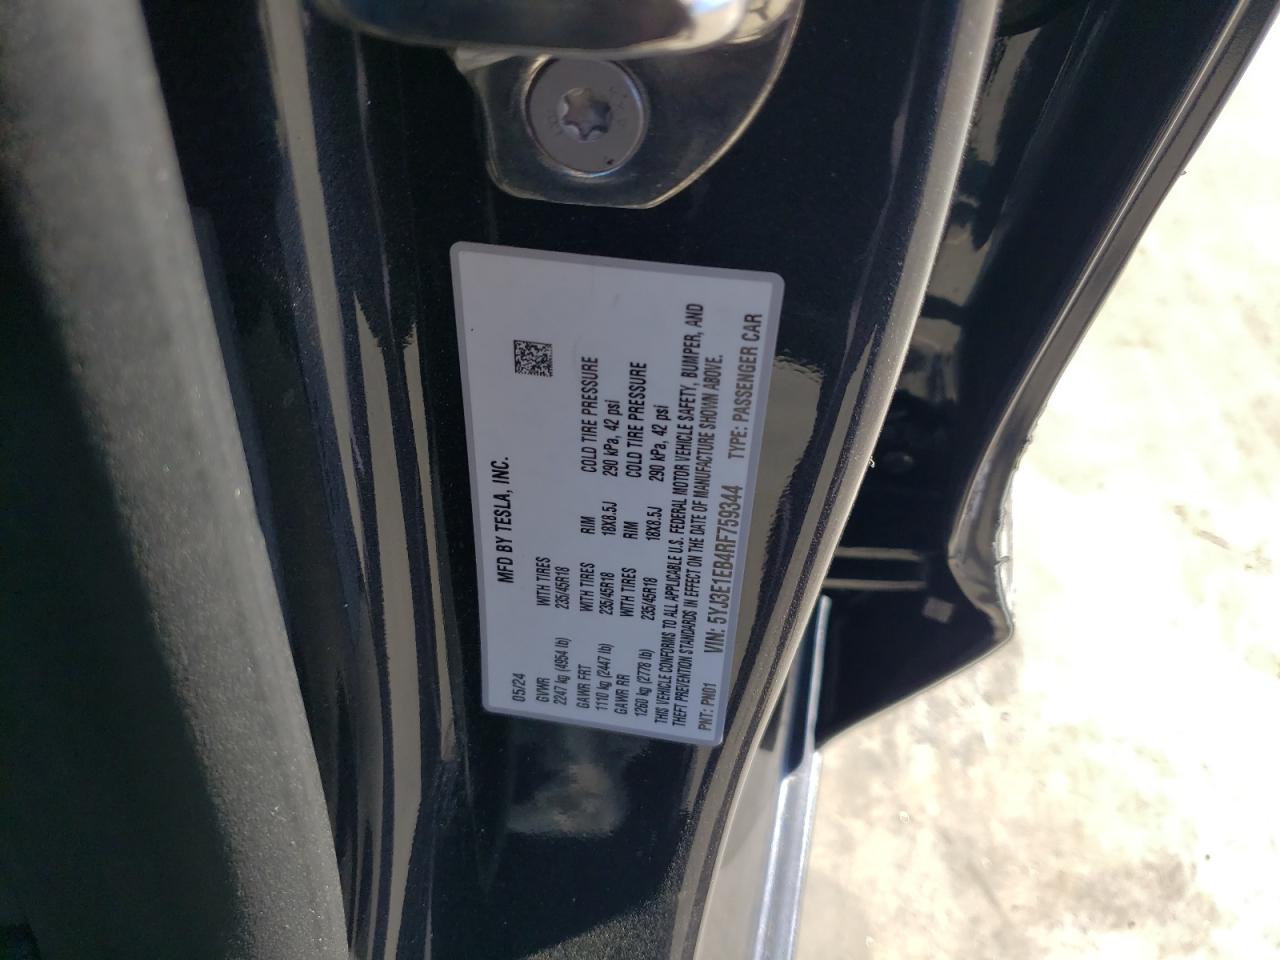 MFD BY TESLA, INC.
05/24
GVWR WITH TIRES
2247 kg (4954 lb) 235/45R18
GAWR FRT WITH TIRES RIM COLD TIRE PRESSURE
1110 kg (2447 lb) 235/45R18 18X8.5J 290 kPa, 42 psi
GAWR RR WITH TIRES RIM COLD TIRE PRESSURE
1260 kg (2778 lb) 235/45R18 18X8.5J 290 kPa, 42 psi
THIS VEHICLE CONFORMS TO ALL APPLICABLE U.S. FEDERAL MOTOR VEHICLE SAFETY, BUMPER, AND
THEFT PREVENTION STANDARDS IN EFFECT ON THE DATE OF MANUFACTURE SHOWN ABOVE.
PNT: PN01 VIN: 5YJ3E1EB4RF759344 TYPE: PASSENGER CAR